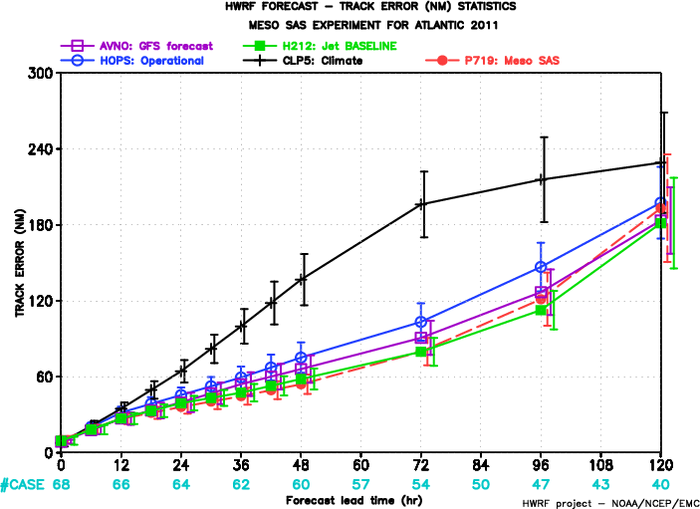 HWRF FORECAST – TRACK ERROR (NM) STATISTICS
MESO SAS EXPERIMENT FOR ATLANTIC 2011
AVNO: GFS forecast H212: Jet BASELINE
HOPS: Operational CLP5: Climate P719: Meso SAS
300
240
180
120
60
0
TRACK ERROR (NM)
0 12 24 36 48 60 72 84 96 108 120
#CASE 68 66 64 62 60 57 54 50 47 43 40
Forecast lead time (hr)
HWRF project – NOAA/NCEP/EMC